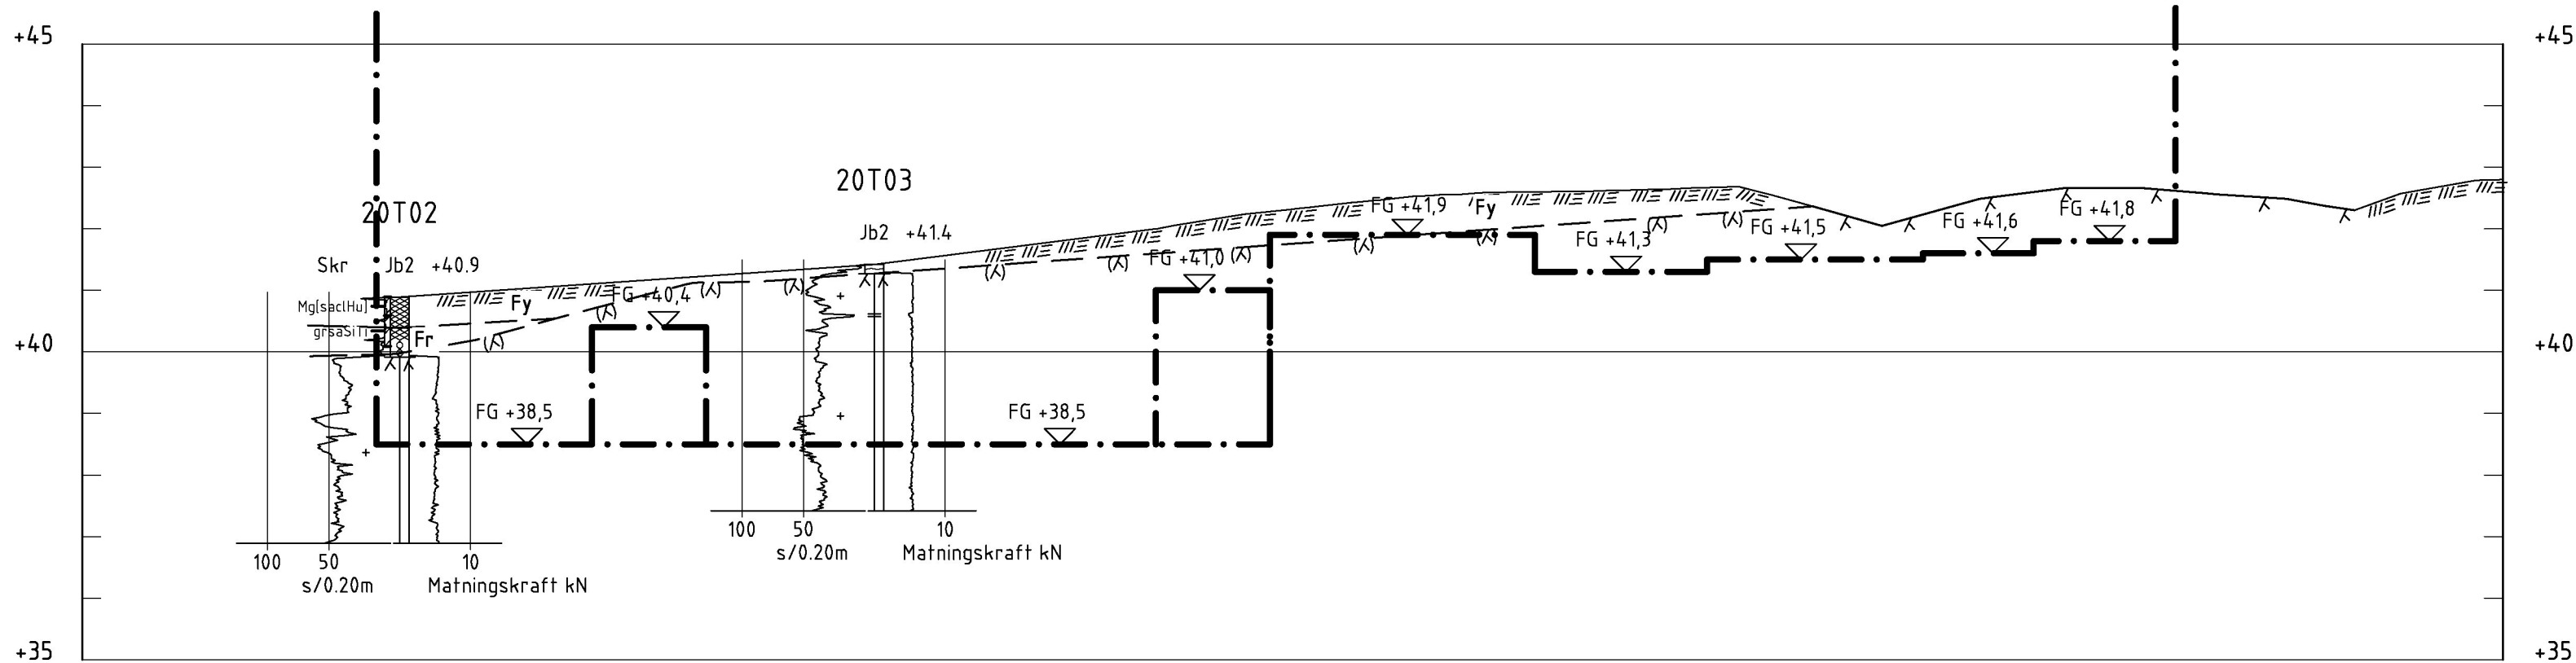 +45 +45
20T03
FG +41,9 'Fy FG +41,8
20T02 FG +41,6
Jb2 +41.4 FG +41,3 FG +41,5
Skr Jb2 +40.9 FG +41,0
FG +40,4
Mg[saclHu] Fy
grsaSiTi Fr
+40 +40
FG +38,5 FG +38,5
100 50 10
s/0.20m Matningskraft kN
100 50 10
s/0.20m Matningskraft kN
+35 +35